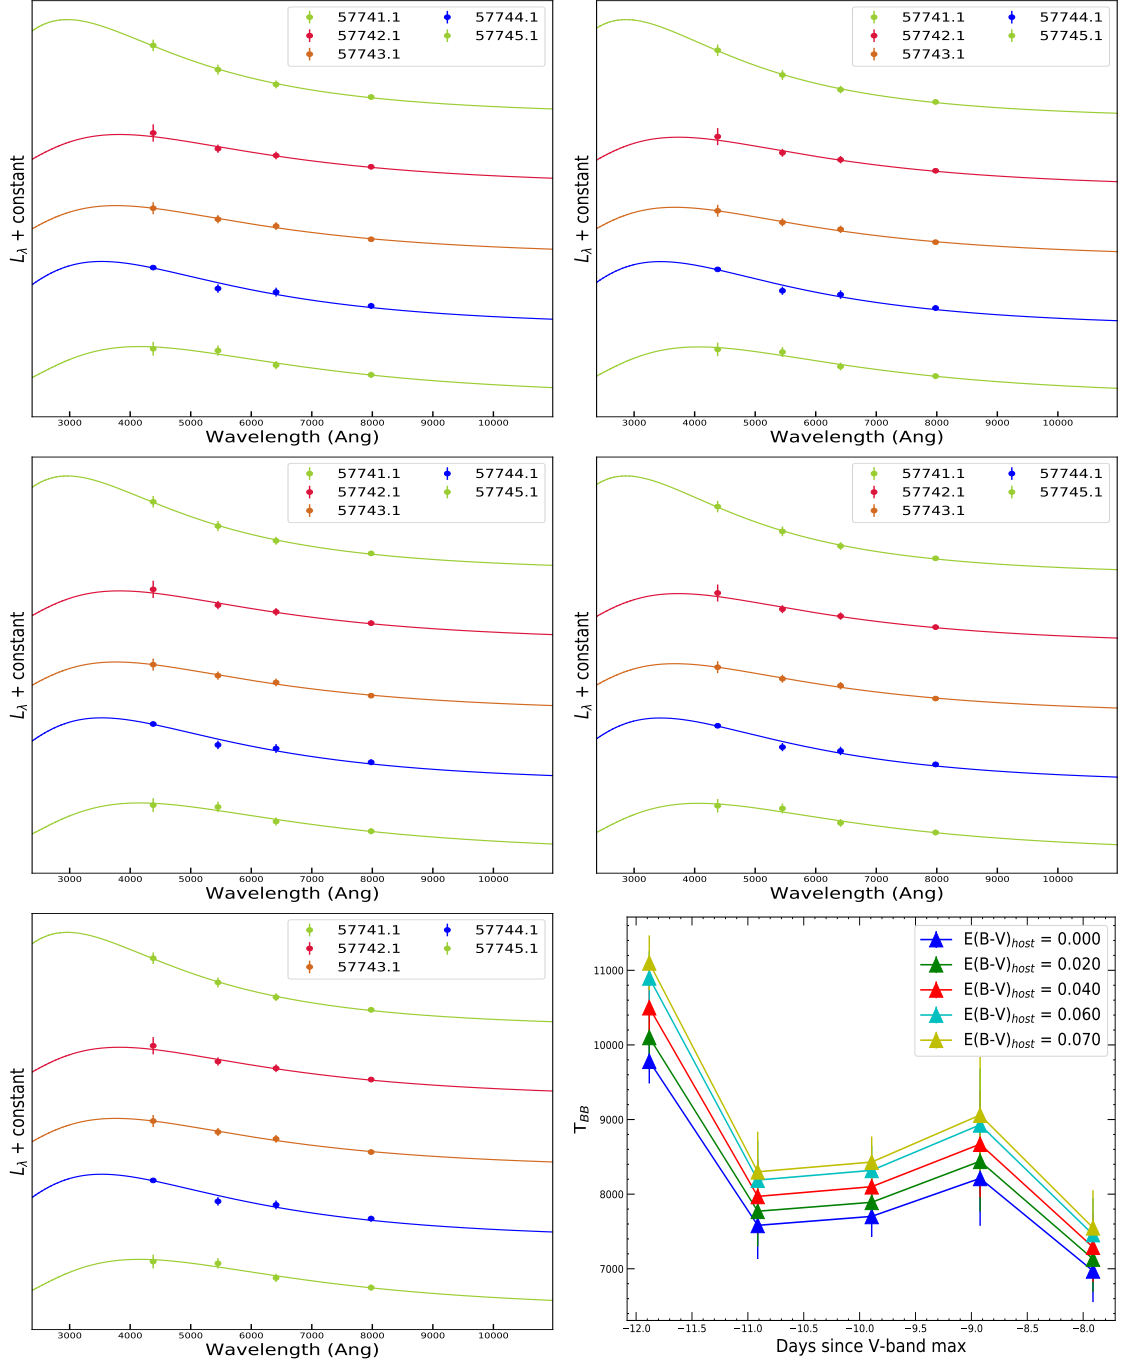 57741.1 57744.1
57742.1 57745.1
57743.1
L_λ + constant
3000 4000 5000 6000 7000 8000 9000 10000
Wavelength (Ang)
57741.1 57744.1
57742.1 57745.1
57743.1
L_λ + constant
3000 4000 5000 6000 7000 8000 9000 10000
Wavelength (Ang)
57741.1 57744.1
57742.1 57745.1
57743.1
L_λ + constant
3000 4000 5000 6000 7000 8000 9000 10000
Wavelength (Ang)
57741.1 57744.1
57742.1 57745.1
57743.1
L_λ + constant
3000 4000 5000 6000 7000 8000 9000 10000
Wavelength (Ang)
57741.1 57744.1
57742.1 57745.1
57743.1
L_λ + constant
3000 4000 5000 6000 7000 8000 9000 10000
Wavelength (Ang)
E(B-V)_host = 0.000
E(B-V)_host = 0.020
E(B-V)_host = 0.040
E(B-V)_host = 0.060
E(B-V)_host = 0.070
11000
10000
9000
8000
7000
T_BB
−12.0 −11.5 −11.0 −10.5 −10.0 −9.5 −9.0 −8.5 −8.0
Days since V-band max